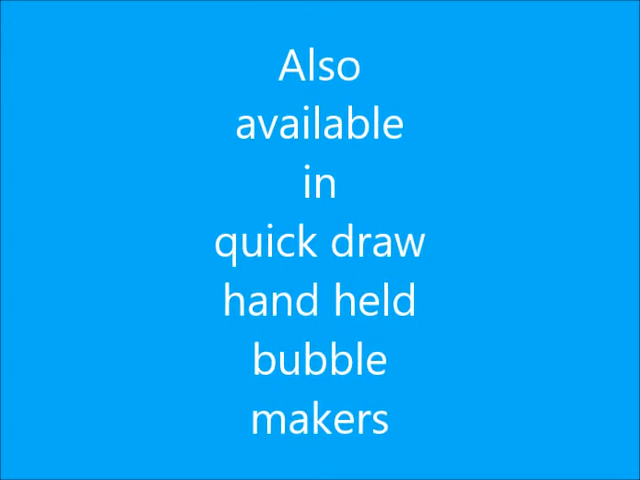 Also
available
in
quick draw
hand held
bubble
makers